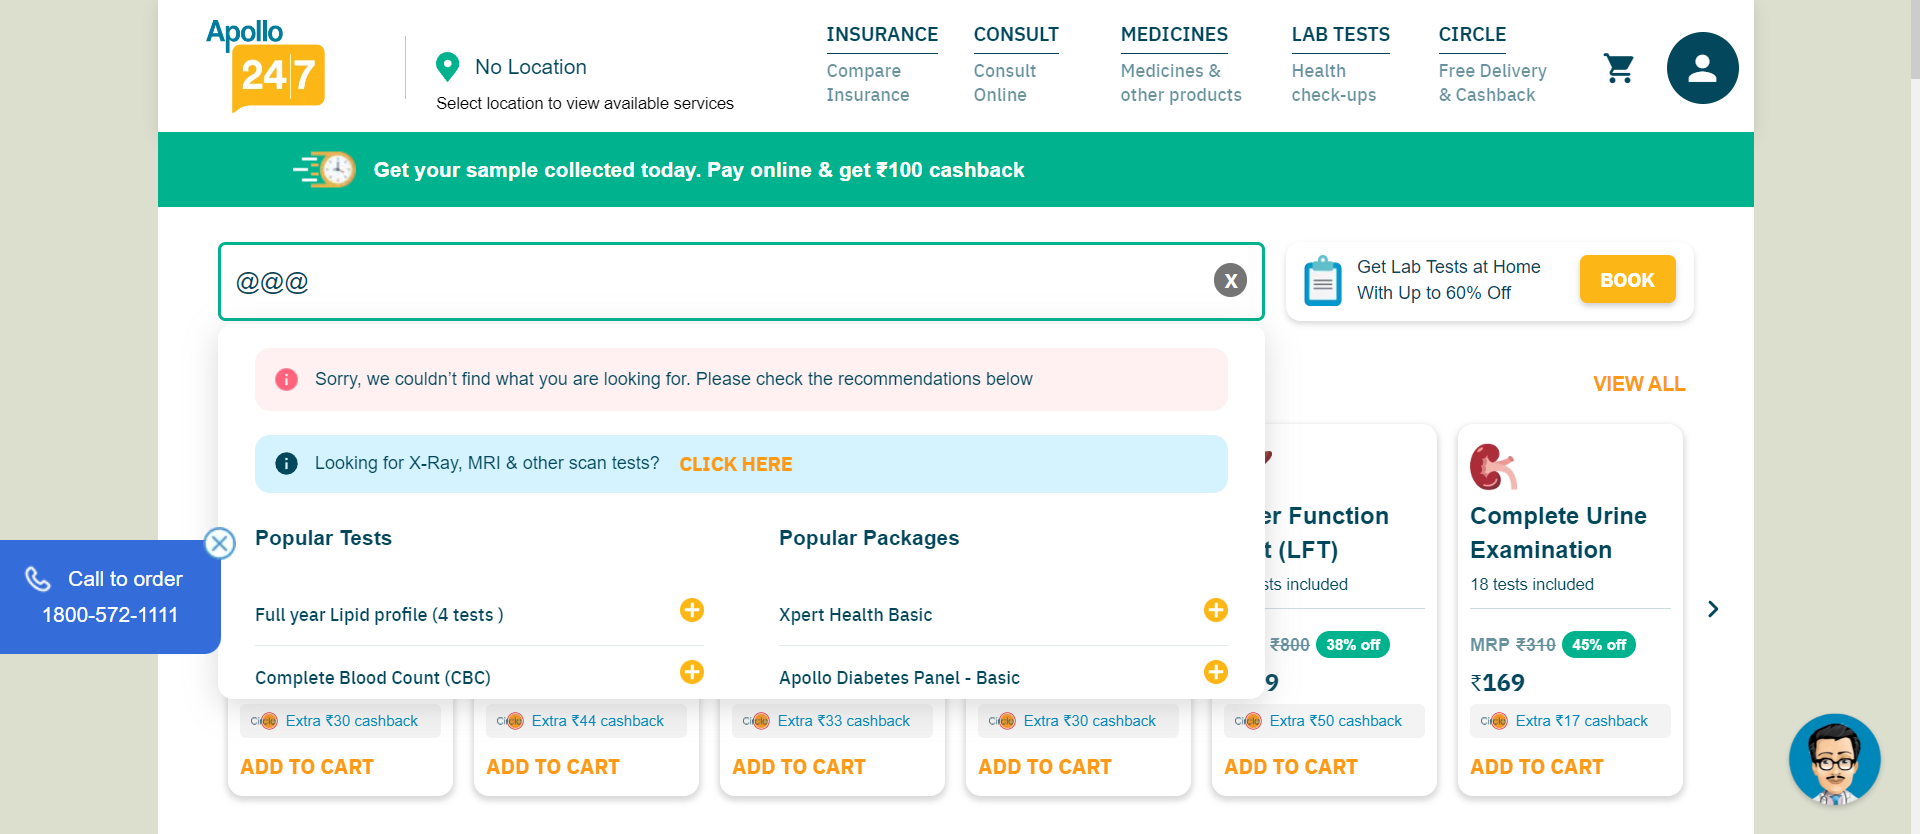 Apollo
24|7
No Location
Select location to view available services
INSURANCE
Compare
Insurance
CONSULT
Consult
Online
MEDICINES
Medicines &
other products
LAB TESTS
Health
check-ups
CIRCLE
Free Delivery
& Cashback
Get your sample collected today. Pay online & get ₹100 cashback
@@@
X
Get Lab Tests at Home
With Up to 60% Off
BOOK
Sorry, we couldn’t find what you are looking for. Please check the recommendations below
VIEW ALL
Looking for X-Ray, MRI & other scan tests? CLICK HERE
Popular Tests
Full year Lipid profile (4 tests )
Complete Blood Count (CBC)
Popular Packages
Xpert Health Basic
Apollo Diabetes Panel - Basic
Call to order
1800-572-1111
Function
(LFT)
included
₹800 38% off
9
Complete Urine
Examination
18 tests included
MRP ₹310 45% off
₹169
Circle Extra ₹30 cashback
ADD TO CART
Circle Extra ₹44 cashback
ADD TO CART
Circle Extra ₹33 cashback
ADD TO CART
Circle Extra ₹30 cashback
ADD TO CART
Circle Extra ₹50 cashback
ADD TO CART
Circle Extra ₹17 cashback
ADD TO CART